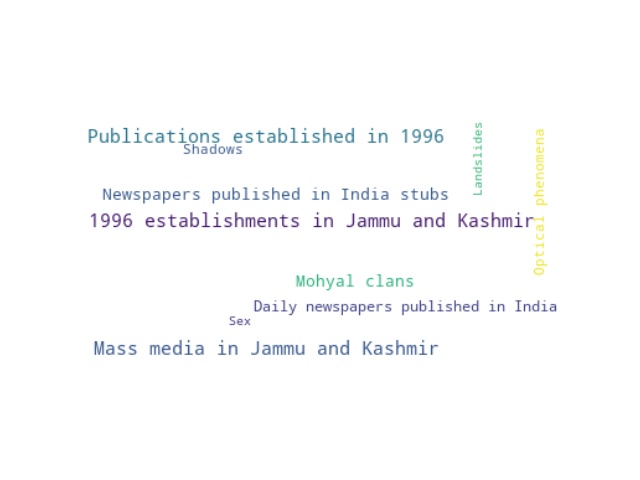 Publications established in 1996
Shadows
Landslides
Optical phenomena
Newspapers published in India stubs
1996 establishments in Jammu and Kashmir
Mohyal clans
Daily newspapers published in India
Sex
Mass media in Jammu and Kashmir